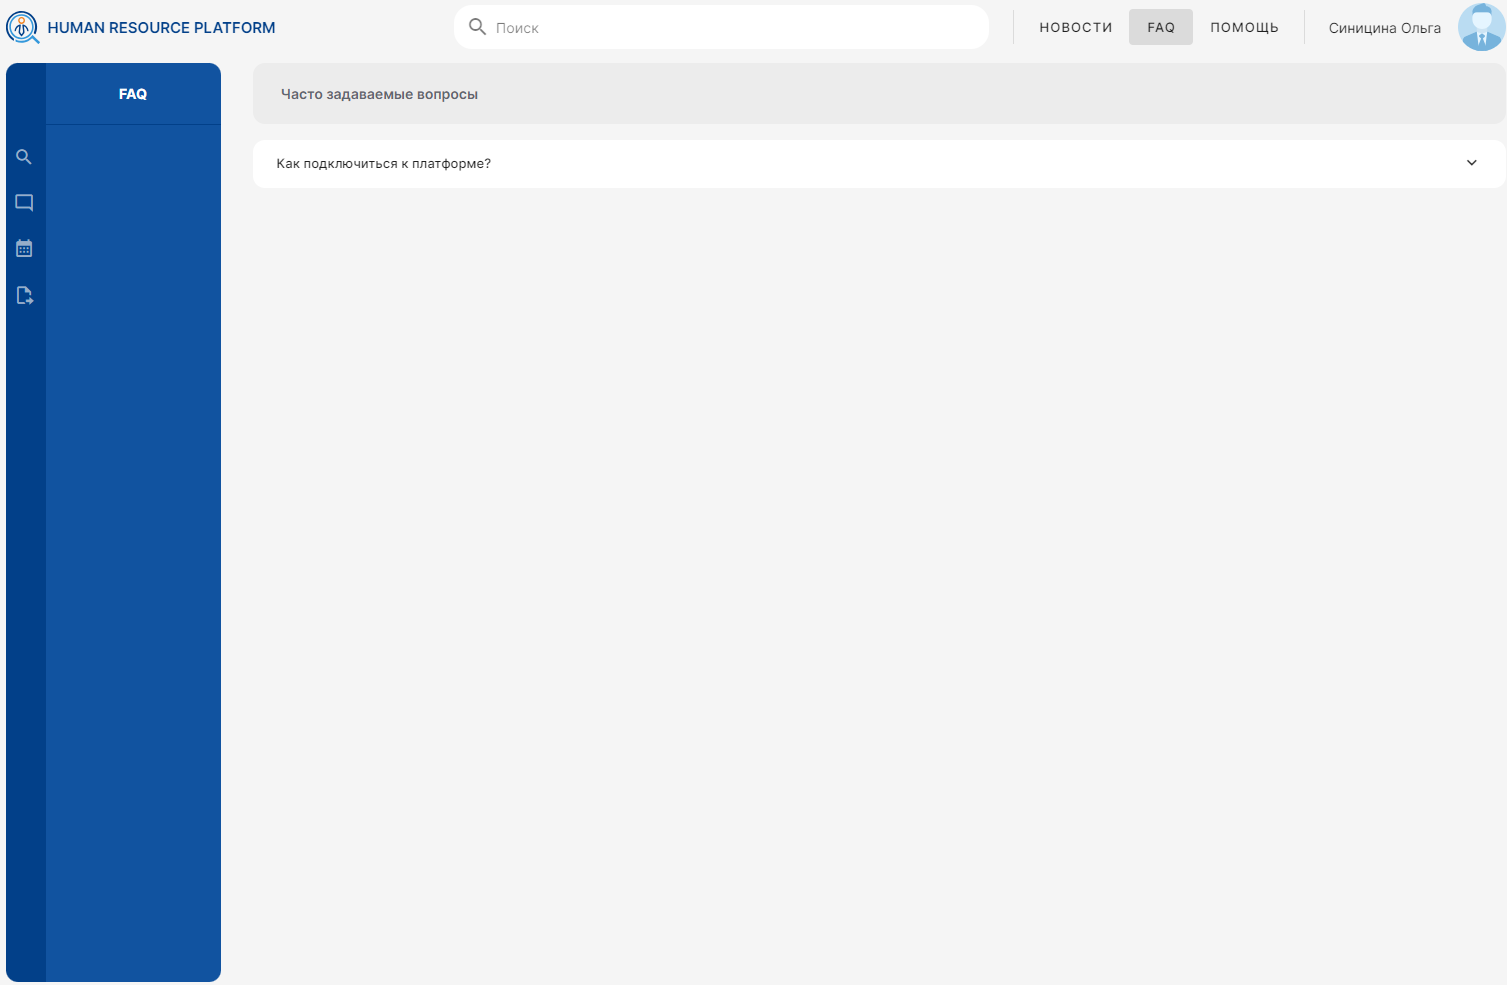 HUMAN RESOURCE PLATFORM
Поиск
НОВОСТИ
FAQ
ПОМОЩЬ
Синицина Ольга
FAQ
Часто задаваемые вопросы
Как подключиться к платформе?